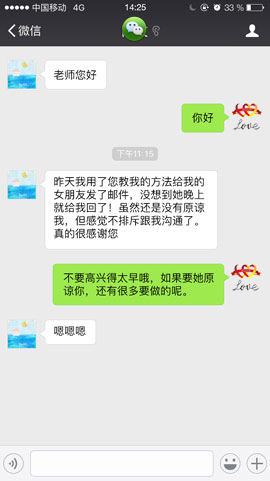 中国移动 4G 14:25 33 %
微信
老师您好
你好
下午11:15
昨天我用了您教我的方法给我的
女朋友发了邮件，没想到她晚上
就给我回了！虽然还是没有原谅
我，但感觉不排斥跟我沟通了。
真的很感谢您
不要高兴得太早哦，如果要她原
谅你，还有很多要做的呢。
嗯嗯嗯
Love
Love